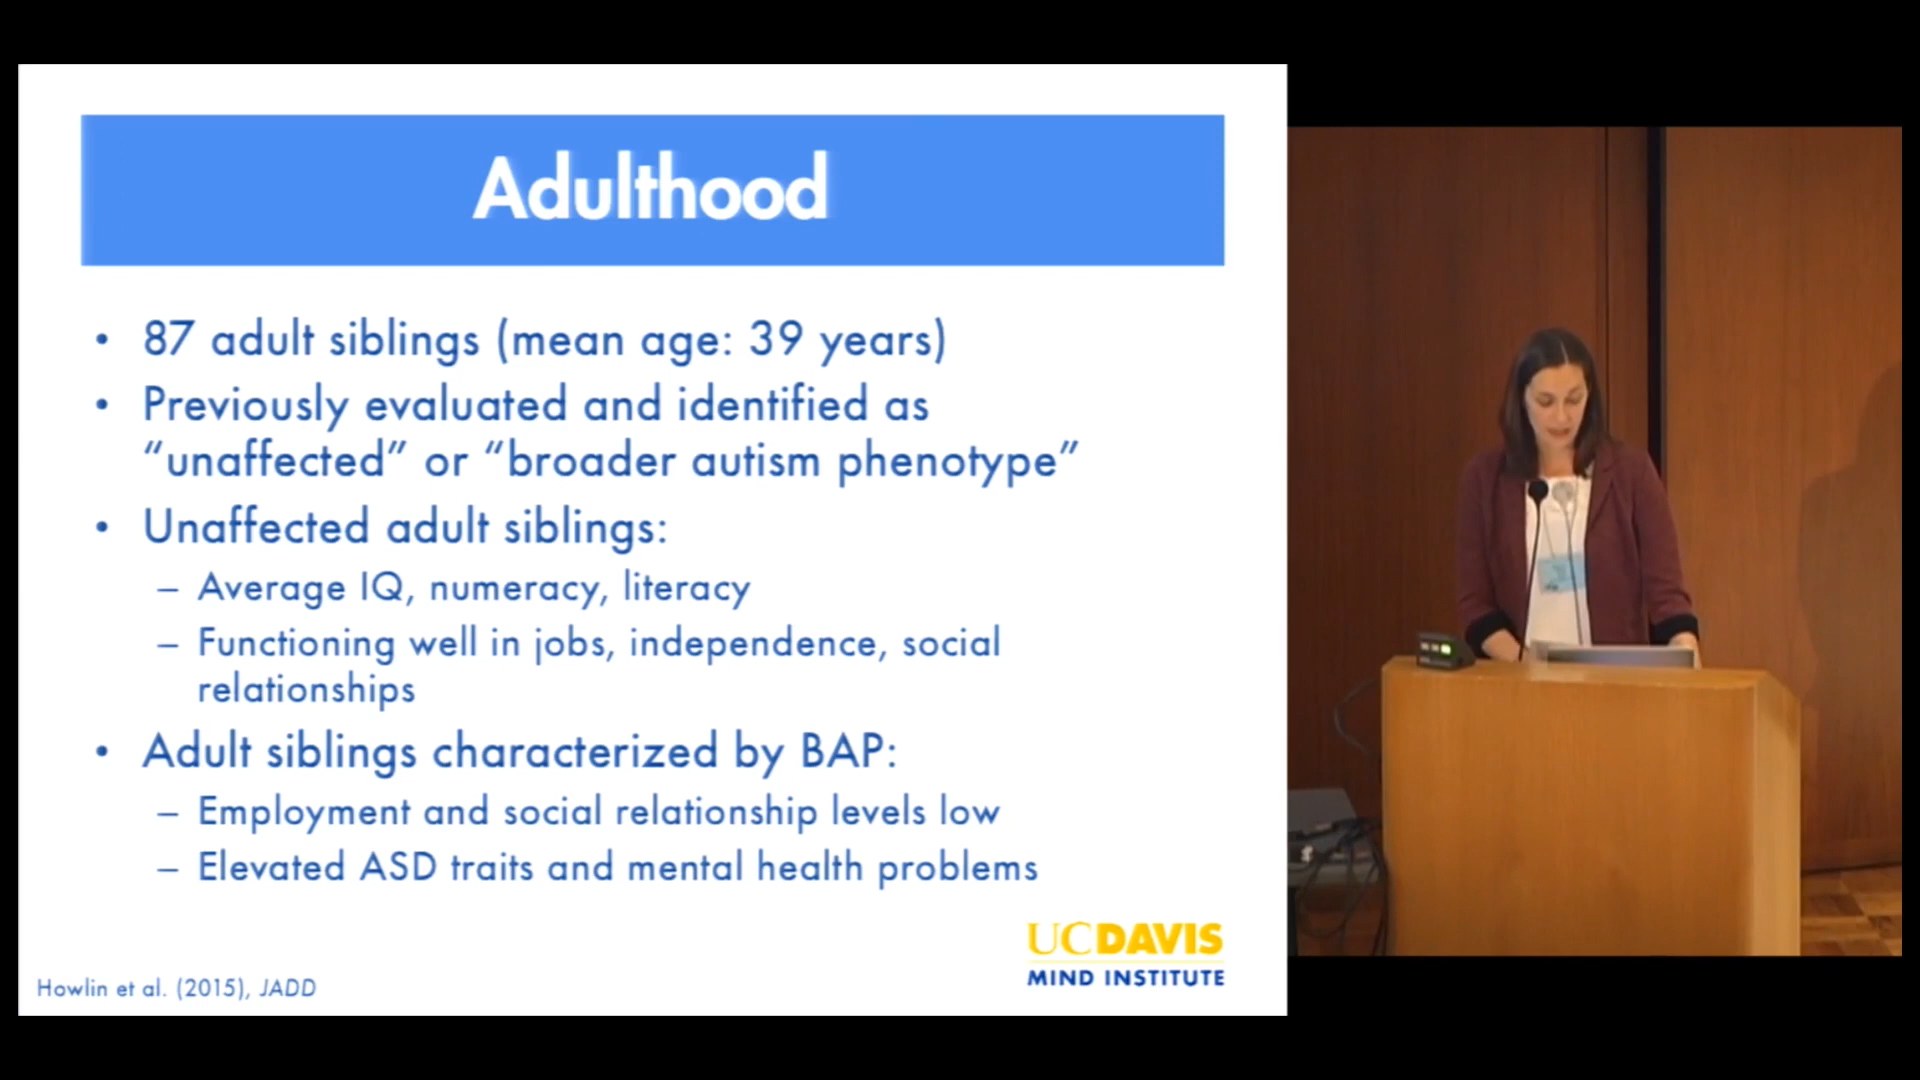 Adulthood
• 87 adult siblings (mean age: 39 years)
• Previously evaluated and identified as
“unaffected” or “broader autism phenotype”
• Unaffected adult siblings:
– Average IQ, numeracy, literacy
– Functioning well in jobs, independence, social
relationships
• Adult siblings characterized by BAP:
– Employment and social relationship levels low
– Elevated ASD traits and mental health problems
UCDAVIS
MIND INSTITUTE
Howlin et al. (2015), JADD